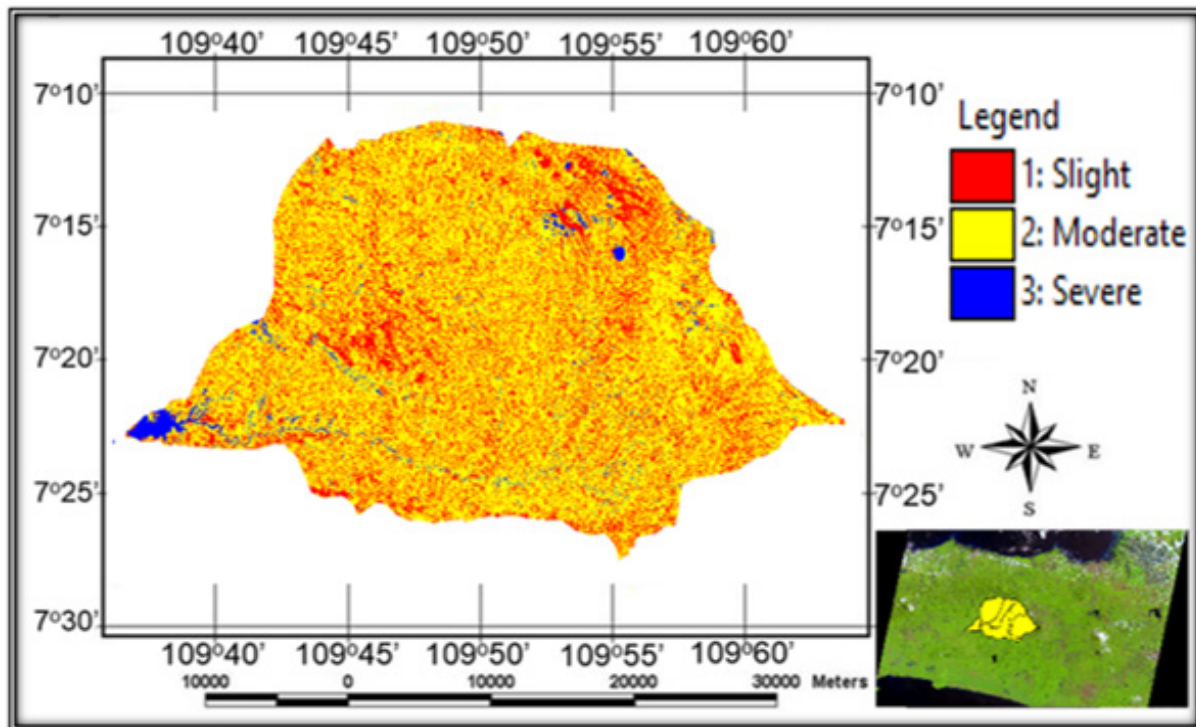 109º40' 109º45' 109º50' 109º55' 109º60'
7º10' 7º10'
Legend
1: Slight
7º15' 2: Moderate 7º15'
3: Severe
7º20' 7º20'
N
W E
7º25' 7º25'
S
7º30' 7º30'
109º40' 109º45' 109º50' 109º55' 109º60'
10000 0 10000 20000 30000 Meters